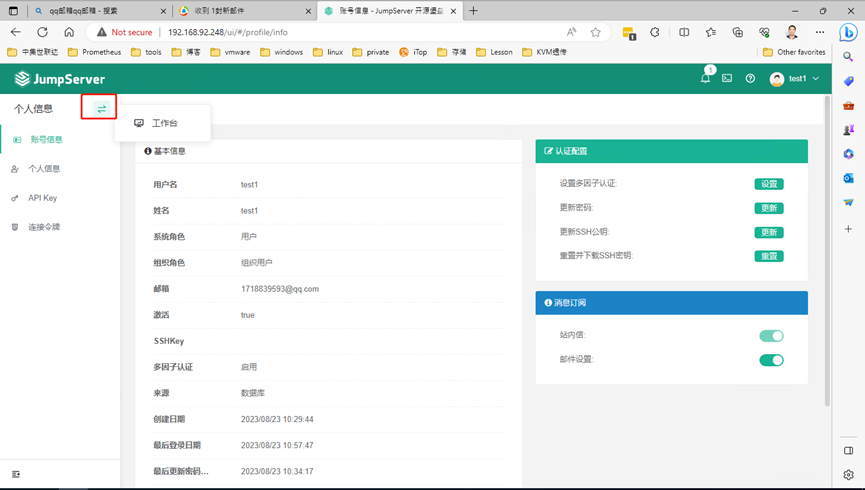 qq邮箱qq邮箱 - 搜索
收到 1封新邮件
账号信息 - JumpServer 开源堡垒
Not secure
192.168.92.248/ui/#/profile/info
中集世联达
Prometheus
tools
博客
vmware
windows
linux
private
iTop
存储
Lesson
KVM透传
Other favorites
JumpServer
1
test1
个人信息
工作台
账号信息
个人信息
API Key
连接令牌
基本信息
用户名 test1
姓名 test1
系统角色 用户
组织角色 组织用户
邮箱 1718839593@qq.com
激活 true
SSHKey
多因子认证 启用
来源 数据库
创建日期 2023/08/23 10:29:44
最后登录日期 2023/08/23 10:57:47
最后更新密码... 2023/08/23 10:34:17
认证配置
设置多因子认证: 设置
更新密码: 更新
更新SSH公钥: 更新
重置并下载SSH密钥: 重置
消息订阅
站内信:
邮件设置: